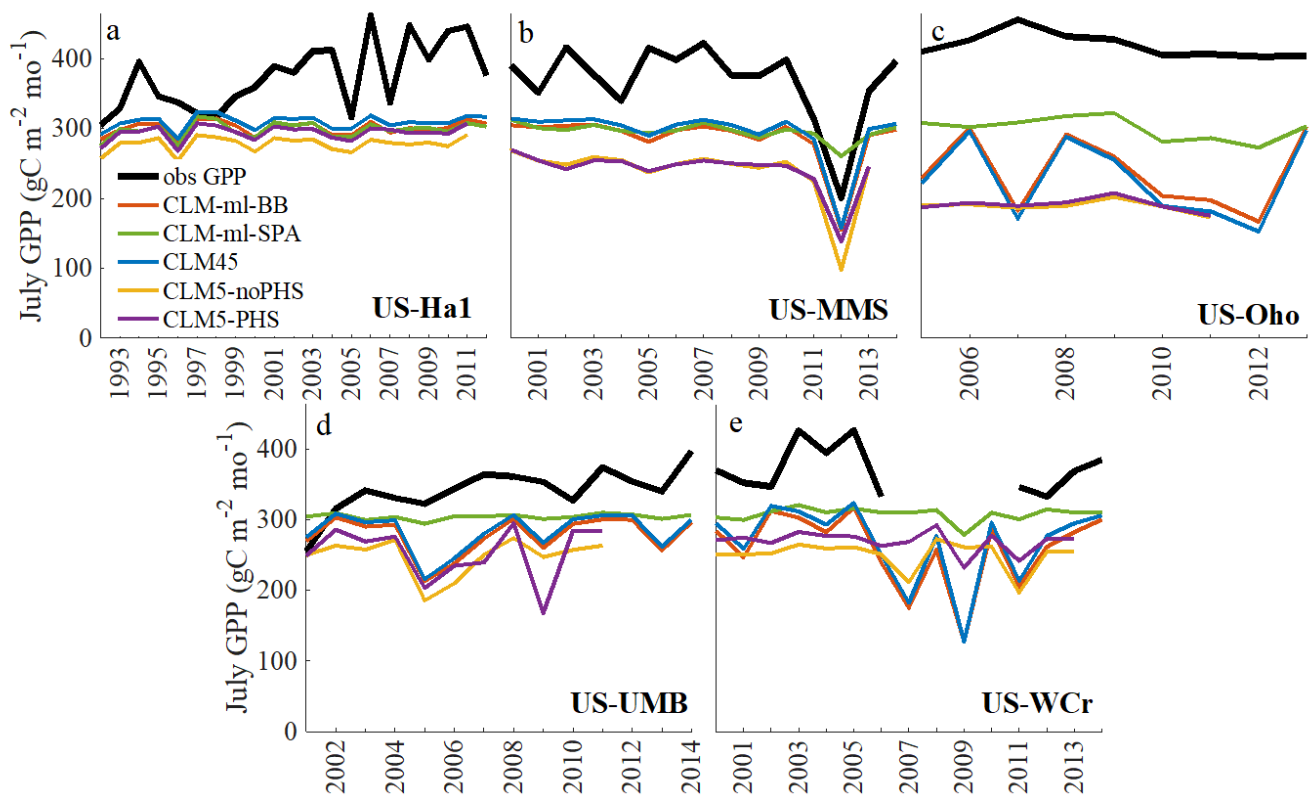 a
b
c
July GPP (gC m⁻² mo⁻¹)
400
300
200
100
0
obs GPP
CLM-ml-BB
CLM-ml-SPA
CLM45
CLM5-noPHS
CLM5-PHS
US-Ha1
US-MMS
US-Oho
1993 1995 1997 1999 2001 2003 2005 2007 2009 2011
2001 2003 2005 2007 2009 2011 2013
2006 2008 2010 2012
d
e
July GPP (gC m⁻² mo⁻¹)
400
300
200
100
0
US-UMB
US-WCr
2002 2004 2006 2008 2010 2012 2014
2001 2003 2005 2007 2009 2011 2013